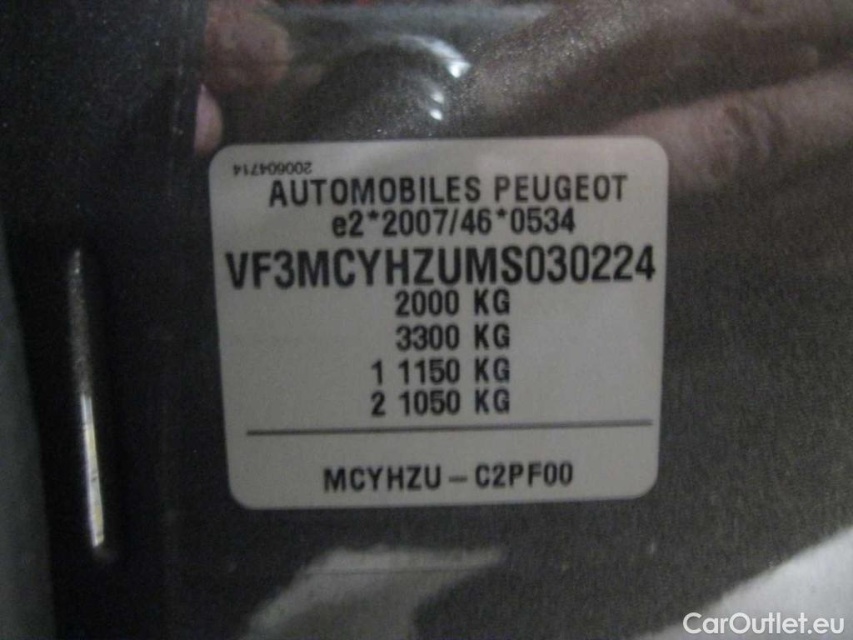 200604714
AUTOMOBILES PEUGEOT
e2*2007/46*0534
VF3MCYHZUMS030224
2000 KG
3300 KG
1 1150 KG
2 1050 KG
MCYHZU – C2PF00
CarOutlet.eu